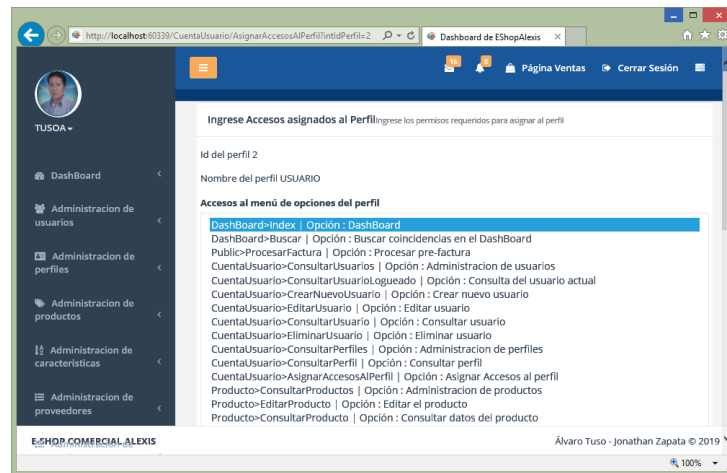 http://localhost:60339/CuentaUsuario/AsignarAccesosAlPerfil?intIdPerfil=2
Dashboard de EShopAlexis
16
8
Página Ventas
Cerrar Sesión
TUSOA
Ingrese Accesos asignados al Perfil Ingrese los permisos requeridos para asignar al perfil
Id del perfil 2
Nombre del perfil USUARIO
Accesos al menú de opciones del perfil
DashBoard
Administracion de
usuarios
Administracion de
perfiles
Administracion de
productos
Administracion de
caracteristicas
Administracion de
proveedores
Administracion de
DashBoard>Index | Opción : DashBoard
DashBoard>Buscar | Opción : Buscar coincidencias en el DashBoard
Public>ProcesarFactura | Opción : Procesar pre-factura
CuentaUsuario>ConsultarUsuarios | Opción : Administracion de usuarios
CuentaUsuario>ConsultarUsuarioLogueado | Opción : Consulta del usuario actual
CuentaUsuario>CrearNuevoUsuario | Opción : Crear nuevo usuario
CuentaUsuario>EditarUsuario | Opción : Editar usuario
CuentaUsuario>ConsultarUsuario | Opción : Consultar usuario
CuentaUsuario>EliminarUsuario | Opción : Eliminar usuario
CuentaUsuario>ConsultarPerfiles | Opción : Administracion de perfiles
CuentaUsuario>ConsultarPerfil | Opción : Consultar perfil
CuentaUsuario>AsignarAccesosAlPerfil | Opción : Asignar Accesos al perfil
Producto>ConsultarProductos | Opción : Administracion de productos
Producto>EditarProducto | Opción : Editar el producto
Producto>ConsultarProducto | Opción : Consultar datos del producto
E-SHOP COMERCIAL ALEXIS
Álvaro Tuso - Jonathan Zapata © 2019
100%